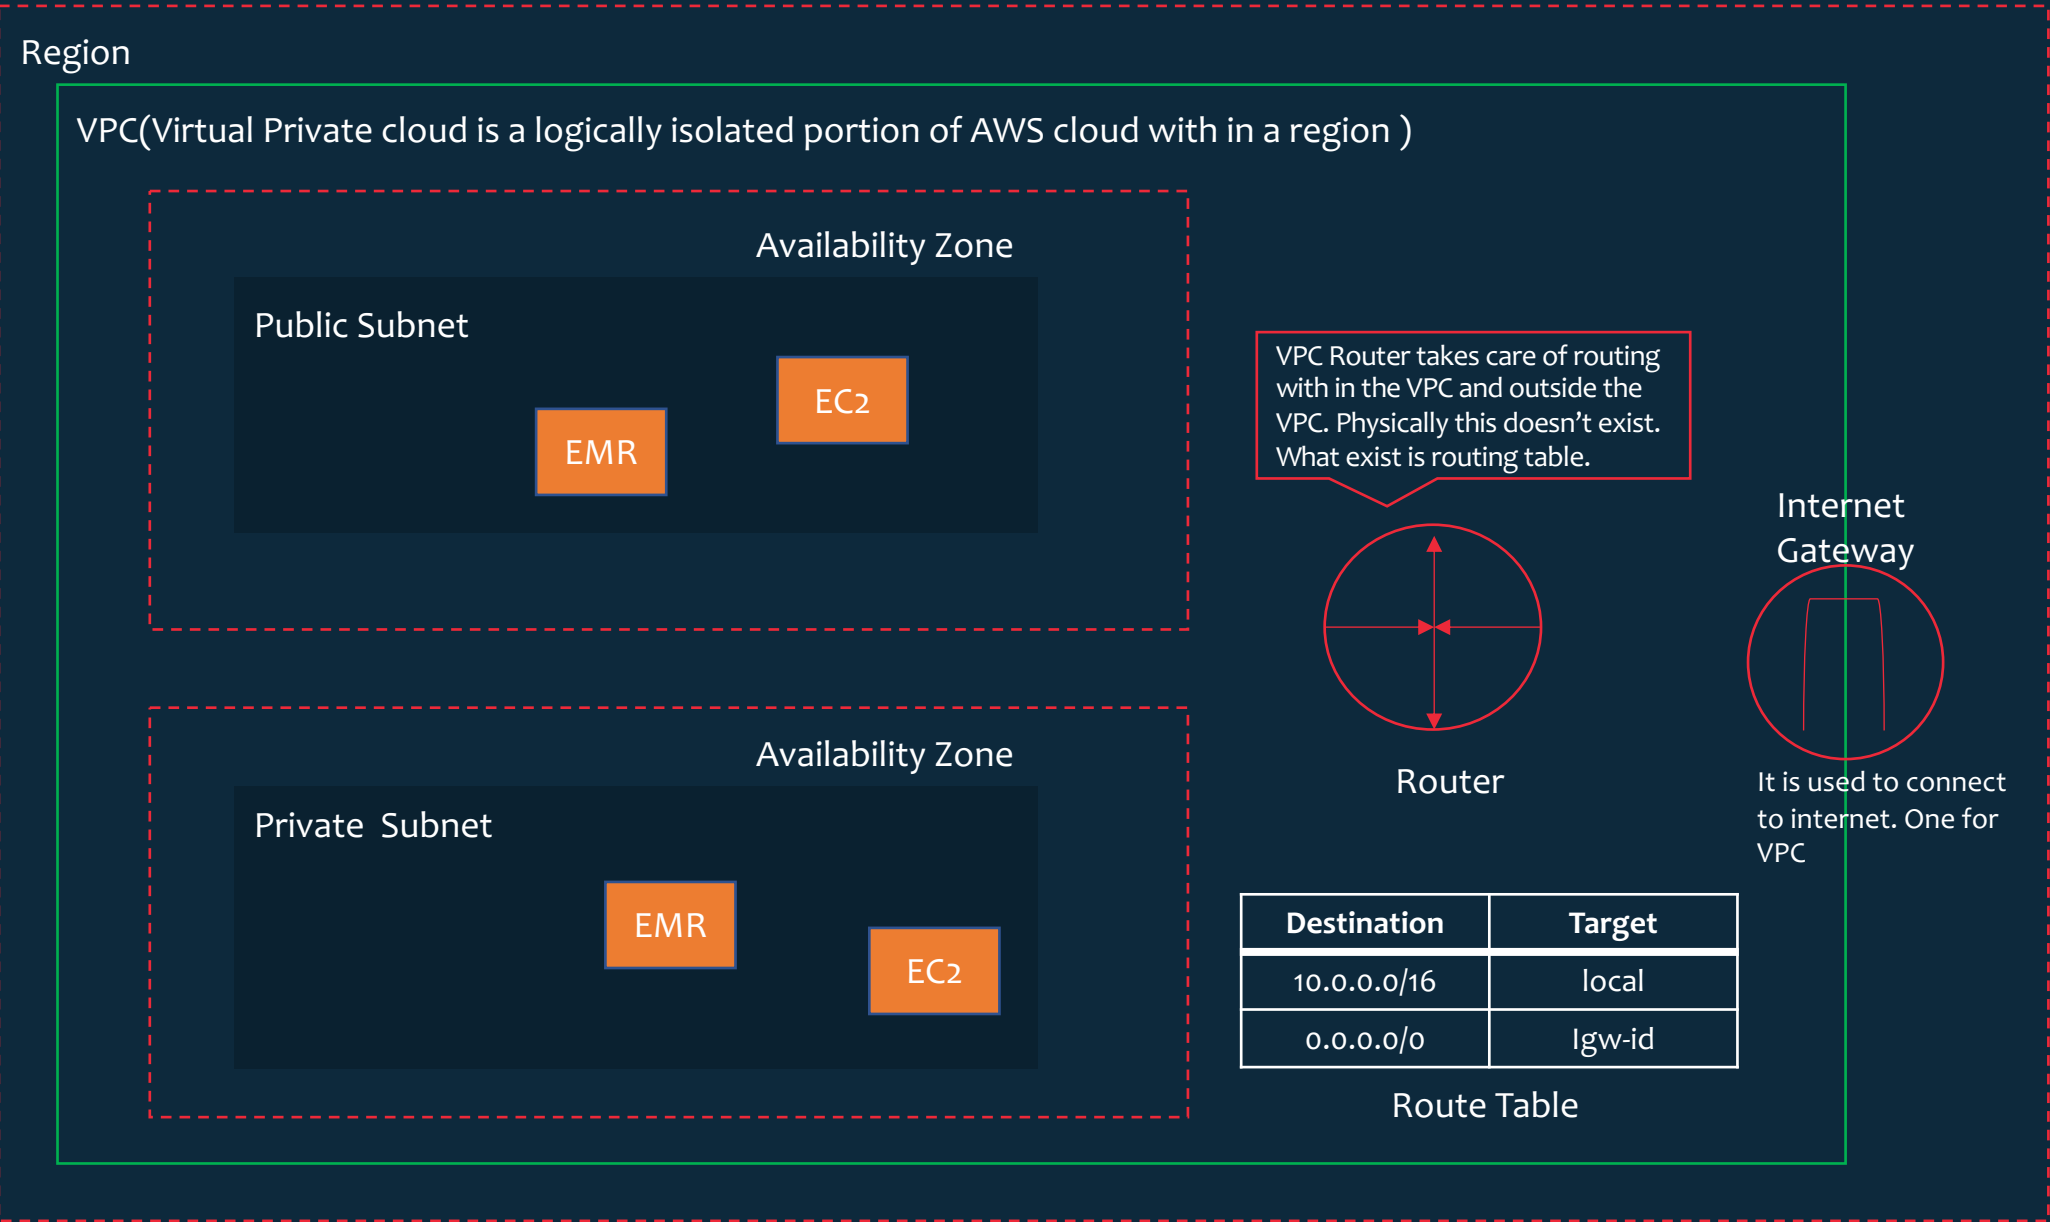 Region
VPC(Virtual Private cloud is a logically isolated portion of AWS cloud with in a region )
Availability Zone
Public Subnet
EC2
EMR
VPC Router takes care of routing
with in the VPC and outside the
VPC. Physically this doesn’t exist.
What exist is routing table.
Internet
Gateway
Router
It is used to connect
to internet. One for
VPC
Availability Zone
Private Subnet
EMR
EC2
Destination Target
10.0.0.0/16 local
0.0.0.0/0 Igw-id
Route Table